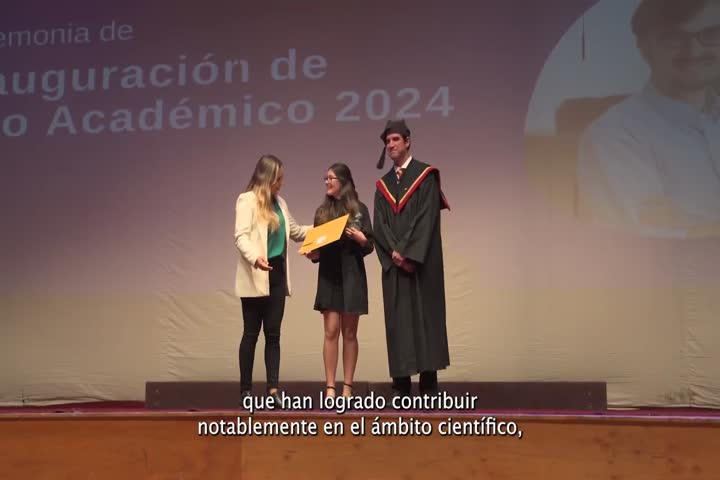 emonia de
auguración de
o Académico 2024
que han logrado contribuir
notablemente en el ámbito científico,